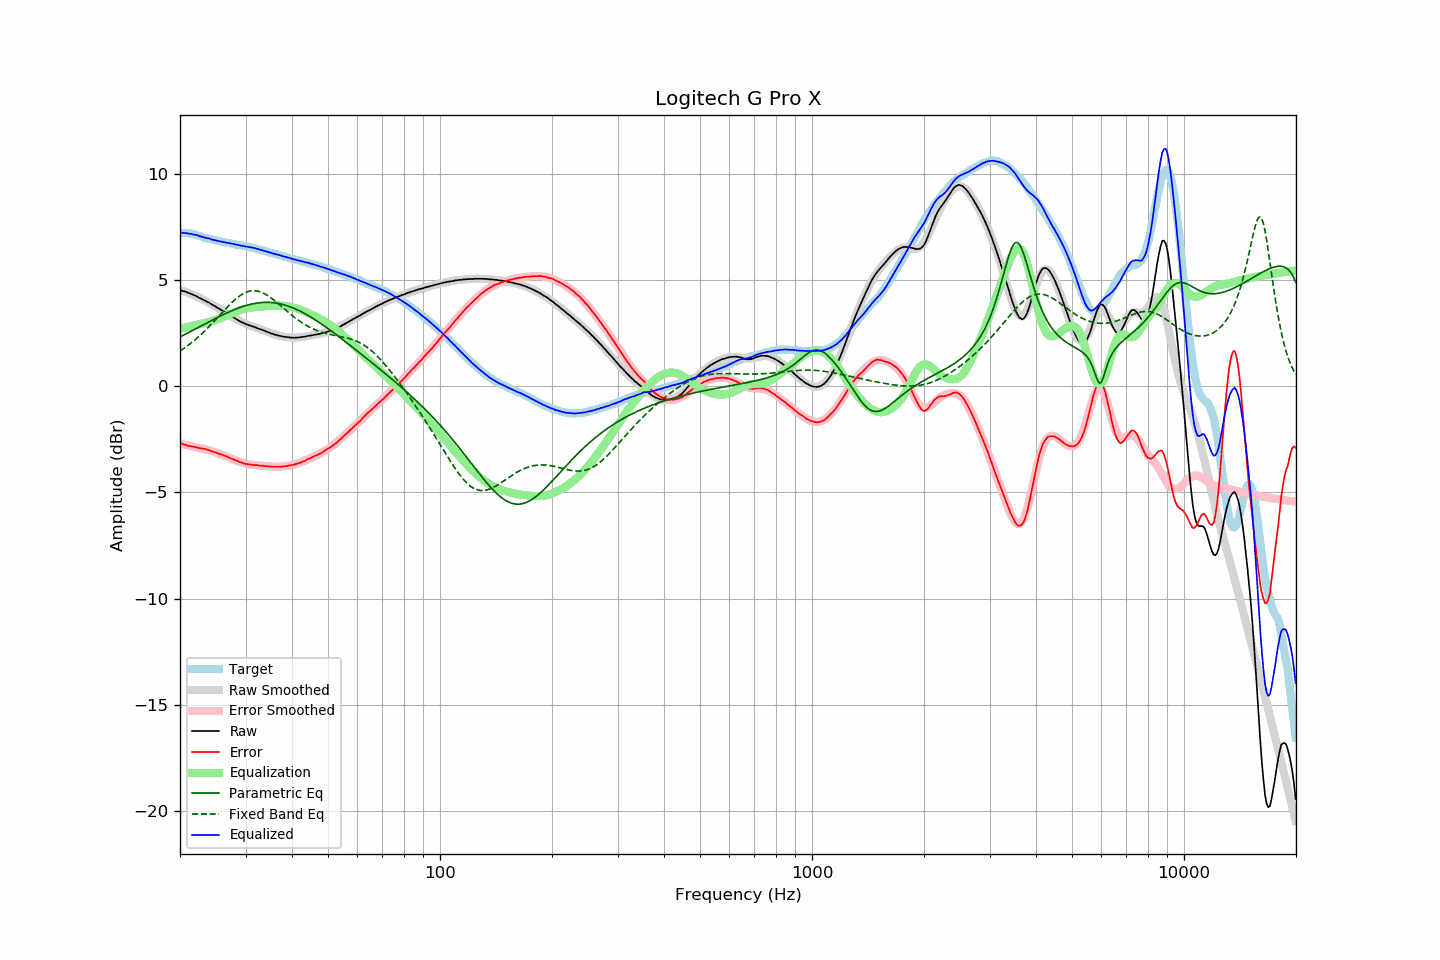 Logitech G Pro X
10
5
0
−5
−10
−15
−20
Amplitude (dBr)
Target
Raw Smoothed
Error Smoothed
Raw
Error
Equalization
Parametric Eq
Fixed Band Eq
Equalized
100
1000
10000
Frequency (Hz)